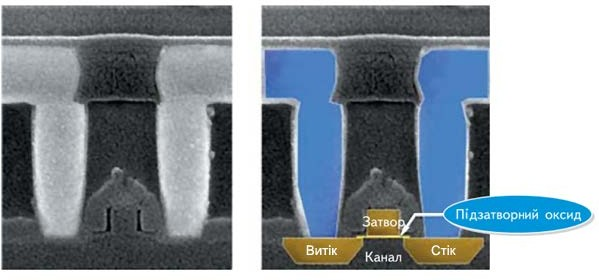 Затвор
Підзатворний оксид
Витік
Канал
Стік